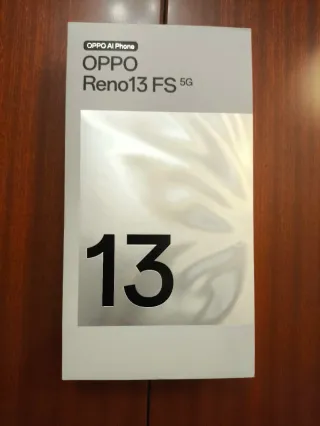 OPPO AI Phone
OPPO
Reno13 FS 5G
13